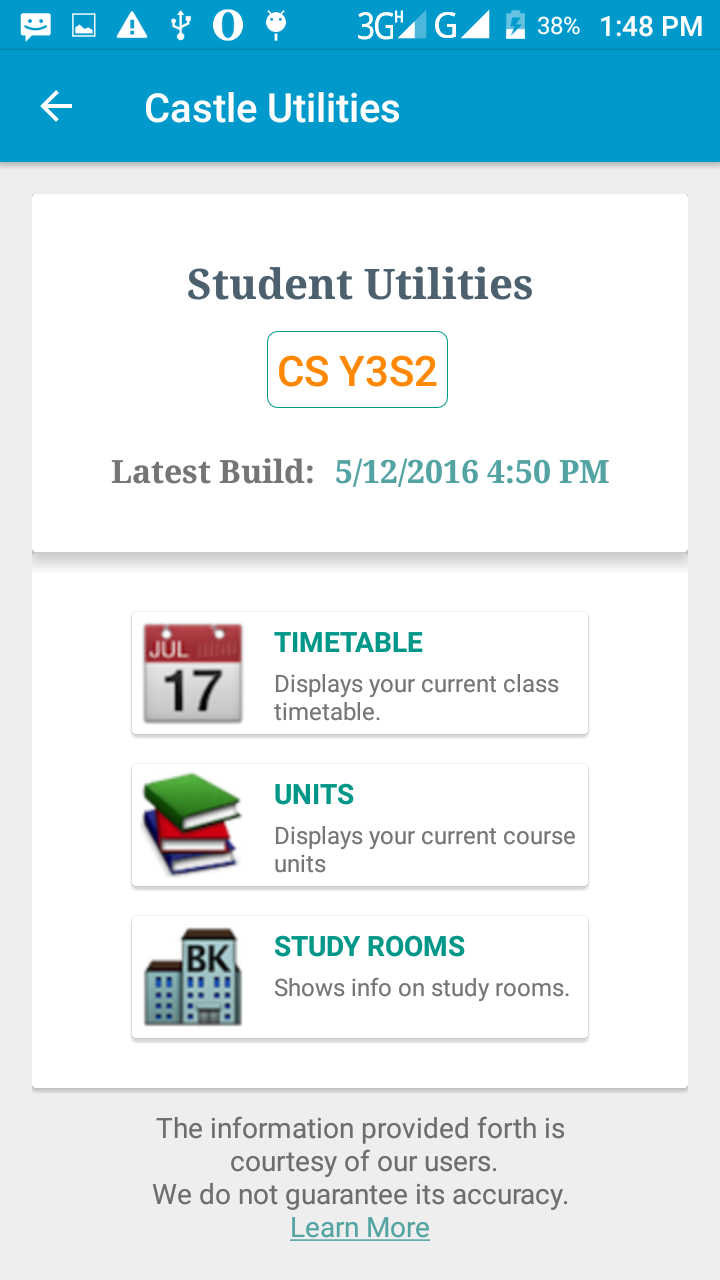 3G H G 38% 1:48 PM
Castle Utilities
Student Utilities
CS Y3S2
Latest Build: 5/12/2016 4:50 PM
JUL
17
TIMETABLE
Displays your current class
timetable.
UNITS
Displays your current course
units
BK
STUDY ROOMS
Shows info on study rooms.
The information provided forth is
courtesy of our users.
We do not guarantee its accuracy.
Learn More